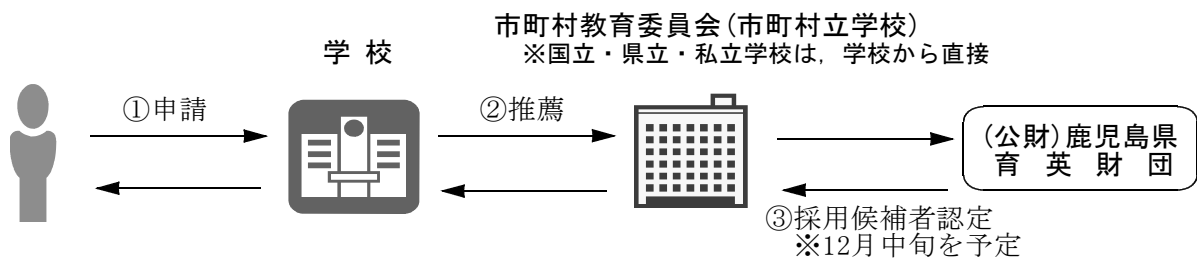 市町村教育委員会(市町村立学校)
※国立・県立・私立学校は，学校から直接
学 校
①申請
②推薦
(公財)鹿児島県
育 英 財 団
③採用候補者認定
※12月中旬を予定